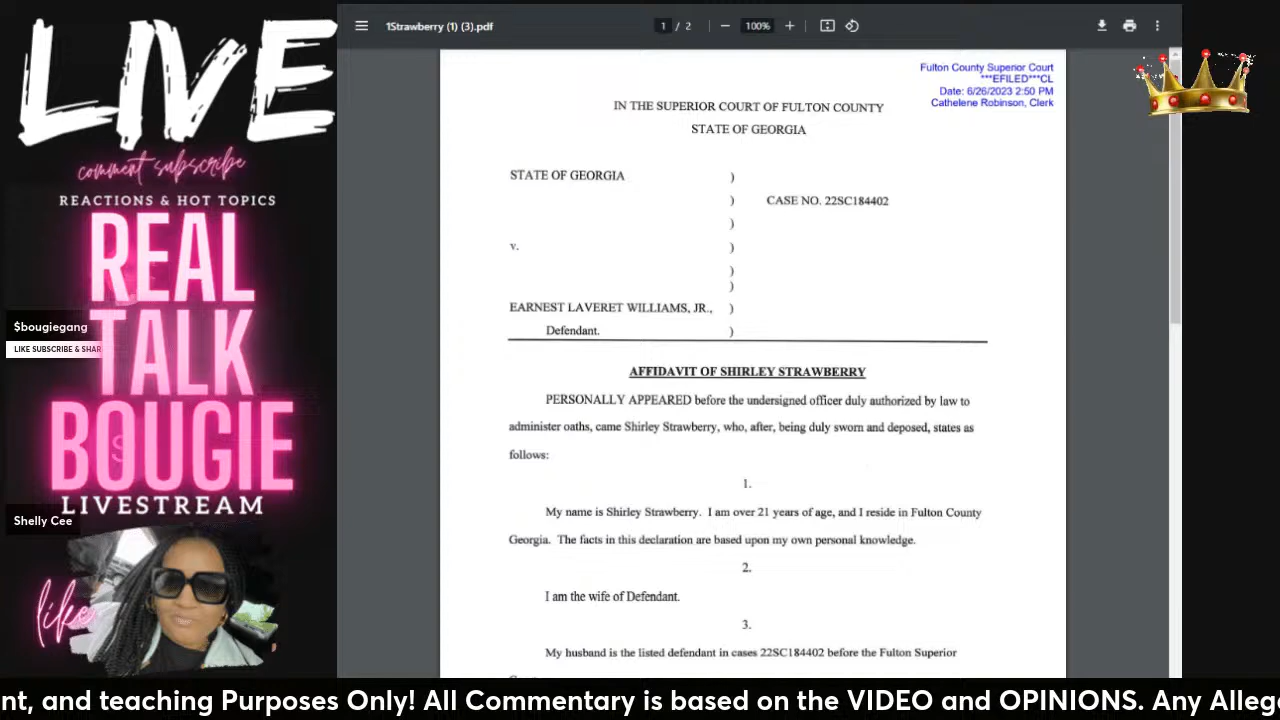 LIVE
comment subscribe
REACTIONS & HOT TOPICS
REAL
TALK
BOUGIE
$
LIVESTREAM
$bougiegang
LIKE SUBSCRIBE & SHAR
Shelly Cee
like
1Strawberry (1) (3).pdf
1 / 2
100%
Fulton County Superior Court
***EFILED***CL
Date: 6/26/2023 2:50 PM
Cathelene Robinson, Clerk
IN THE SUPERIOR COURT OF FULTON COUNTY
STATE OF GEORGIA
STATE OF GEORGIA )
) CASE NO. 22SC184402
)
v. )
)
)
EARNEST LAVERET WILLIAMS, JR., )
Defendant. )
AFFIDAVIT OF SHIRLEY STRAWBERRY
PERSONALLY APPEARED before the undersigned officer duly authorized by law to
administer oaths, came Shirley Strawberry, who, after, being duly sworn and deposed, states as
follows:
1.
My name is Shirley Strawberry. I am over 21 years of age, and I reside in Fulton County
Georgia. The facts in this declaration are based upon my own personal knowledge.
2.
I am the wife of Defendant.
3.
My husband is the listed defendant in cases 22SC184402 before the Fulton Superior
nt, and teaching Purposes Only! All Commentary is based on the VIDEO and OPINIONS. Any Alleg